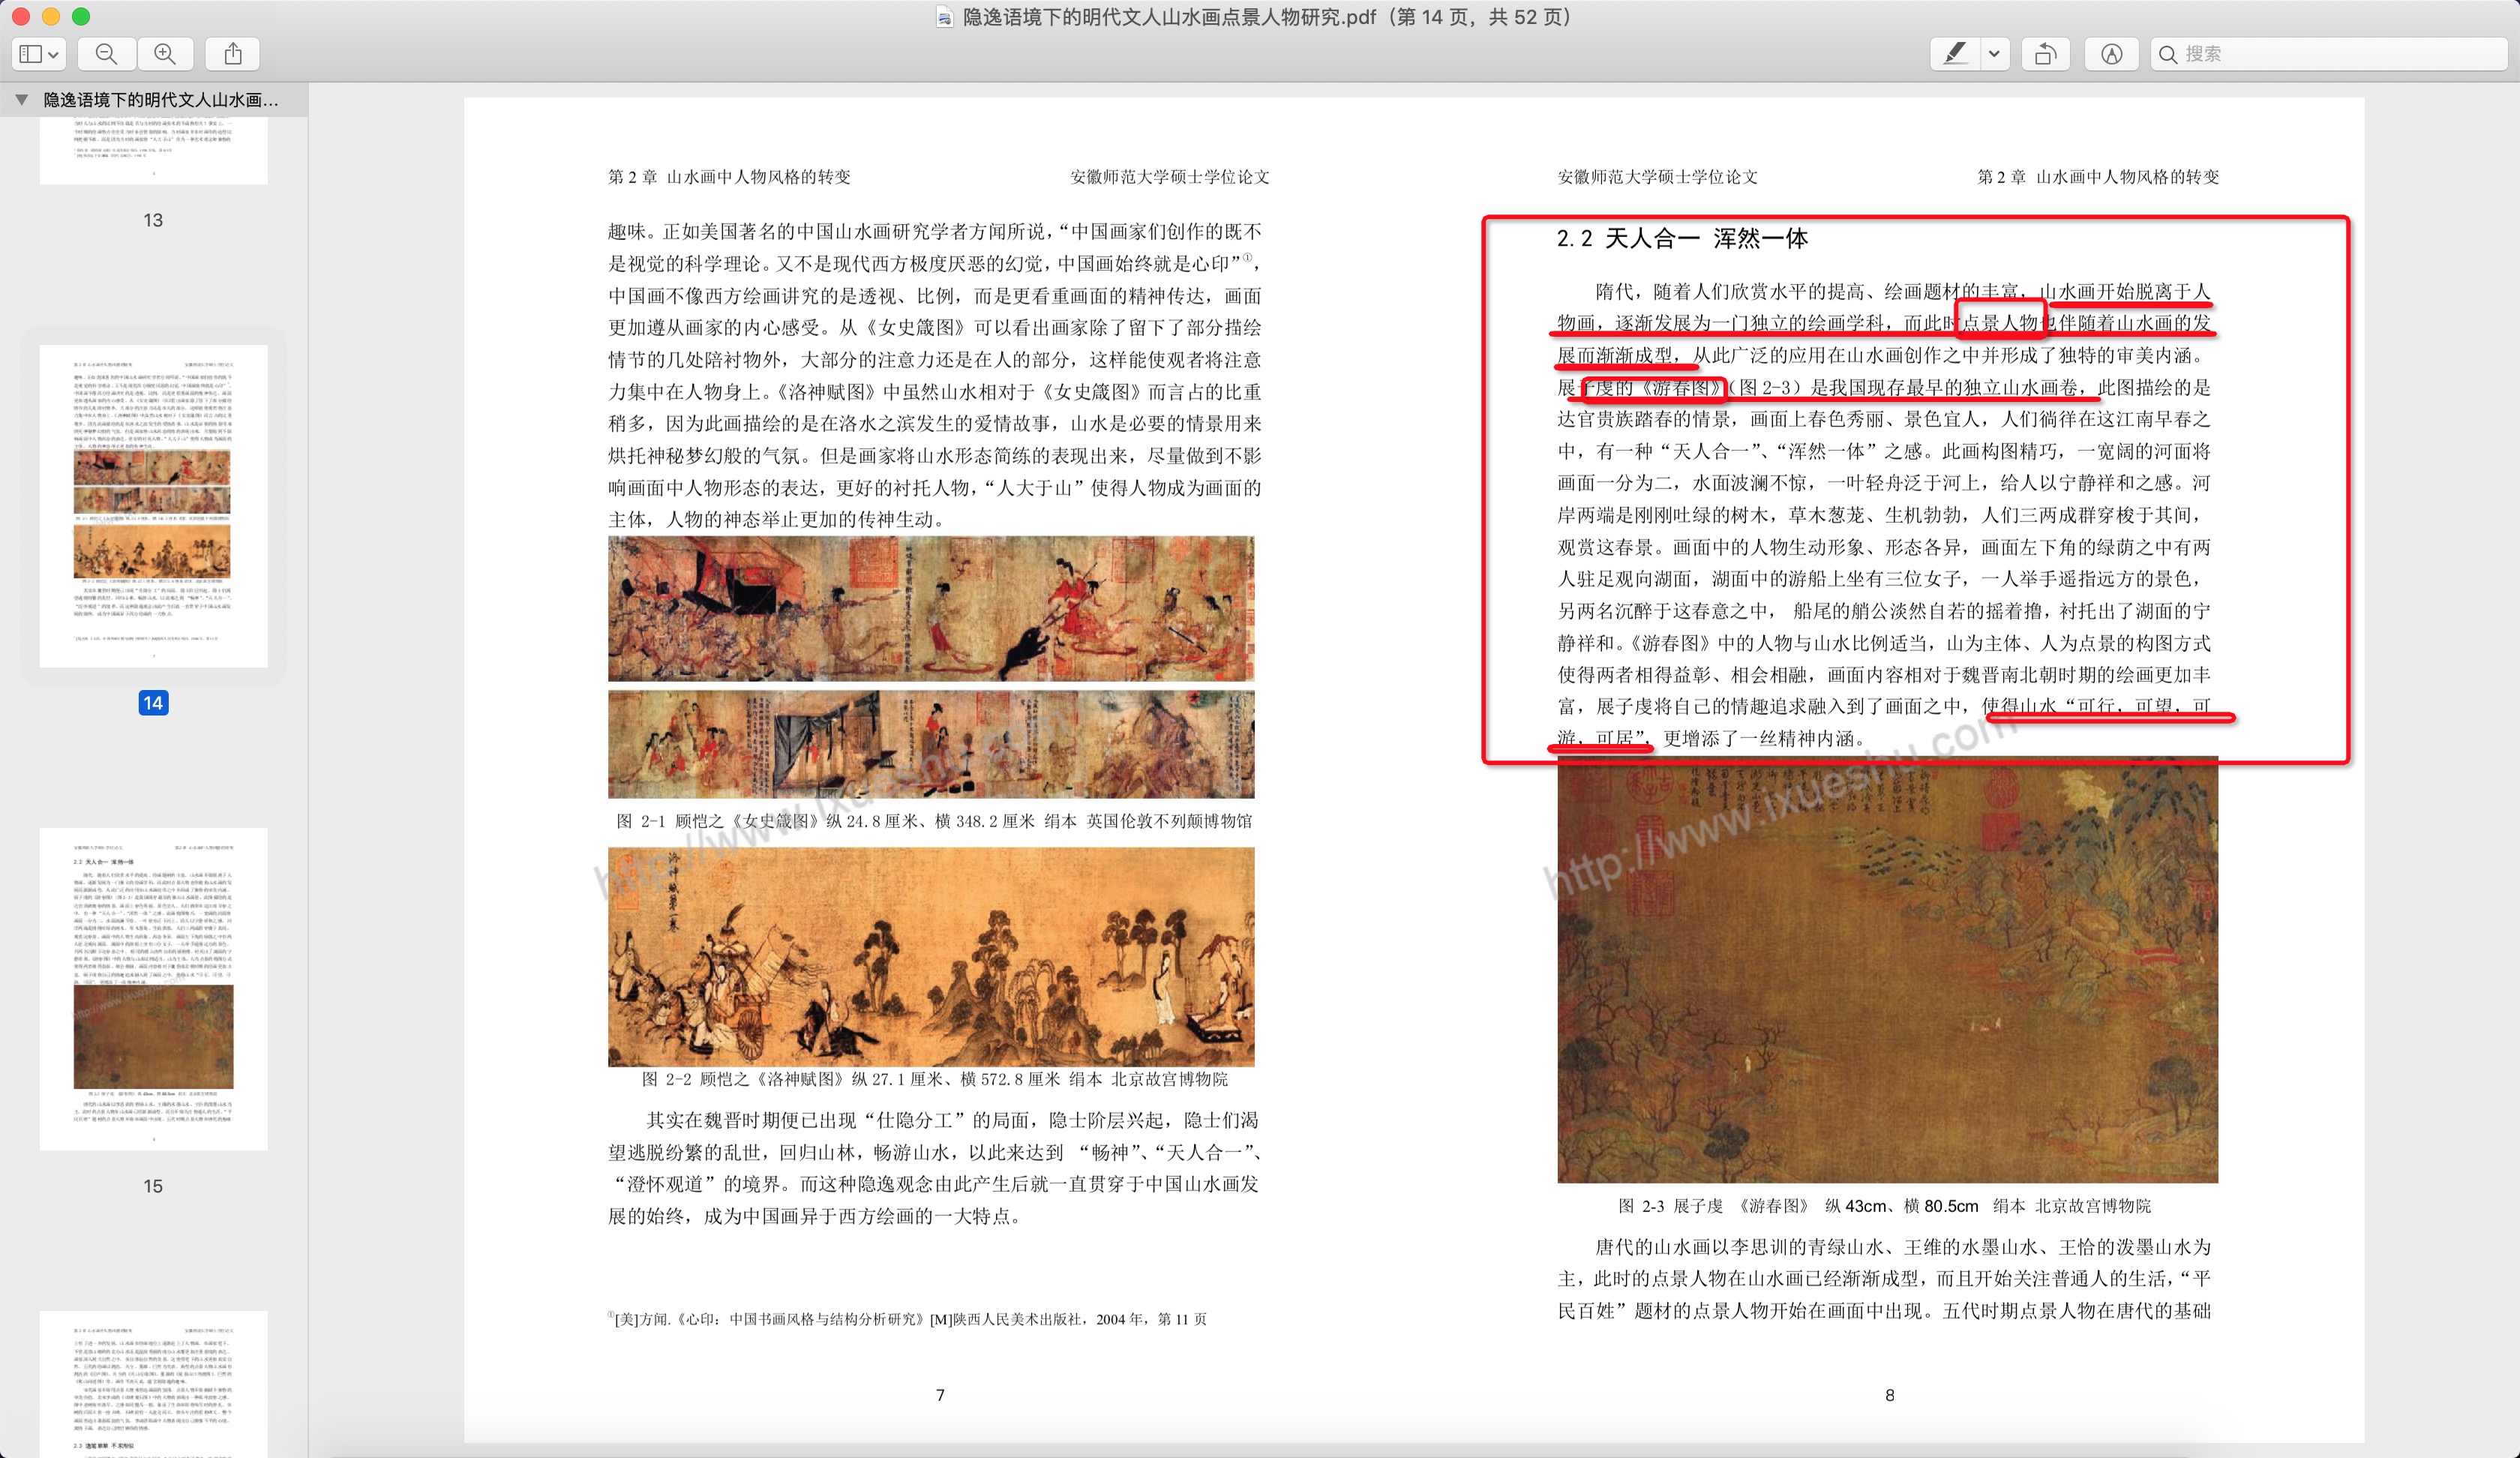 隐逸语境下的明代文人山水画点景人物研究.pdf（第 14 页，共 52 页）
搜索
隐逸语境下的明代文人山水画...
13
14
15
第 2 章 山水画中人物风格的转变
安徽师范大学硕士学位论文
趣味。正如美国著名的中国山水画研究学者方闻所说，“中国画家们创作的既不
是视觉的科学理论。又不是现代西方极度厌恶的幻觉，中国画始终就是心印”①，
中国画不像西方绘画讲究的是透视、比例，而是更看重画面的精神传达，画面
更加遵从画家的内心感受。从《女史箴图》可以看出画家除了留下了部分描绘
情节的几处陪衬物外，大部分的注意力还是在人的部分，这样能使观者将注意
力集中在人物身上。《洛神赋图》中虽然山水相对于《女史箴图》而言占的比重
稍多，因为此画描绘的是在洛水之滨发生的爱情故事，山水是必要的情景用来
烘托神秘梦幻般的气氛。但是画家将山水形态简练的表现出来，尽量做到不影
响画面中人物形态的表达，更好的衬托人物，“人大于山”使得人物成为画面的
主体，人物的神态举止更加的传神生动。
图 2-1 顾恺之《女史箴图》纵 24.8 厘米、横 348.2 厘米 绢本 英国伦敦不列颠博物馆
图 2-2 顾恺之《洛神赋图》纵 27.1 厘米、横 572.8 厘米 绢本 北京故宫博物院
其实在魏晋时期便已出现“仕隐分工”的局面，隐士阶层兴起，隐士们渴
望逃脱纷繁的乱世，回归山林，畅游山水，以此来达到 “畅神”、“天人合一”、
“澄怀观道”的境界。而这种隐逸观念由此产生后就一直贯穿于中国山水画发
展的始终，成为中国画异于西方绘画的一大特点。
①[美]方闻.《心印：中国书画风格与结构分析研究》[M]陕西人民美术出版社，2004 年，第 11 页
7
http://www.ixueshu.com
安徽师范大学硕士学位论文
第 2 章 山水画中人物风格的转变
2.2 天人合一 浑然一体
隋代，随着人们欣赏水平的提高、绘画题材的丰富，山水画开始脱离于人
物画，逐渐发展为一门独立的绘画学科，而此时点景人物也伴随着山水画的发
展而渐渐成型，从此广泛的应用在山水画创作之中并形成了独特的审美内涵。
展子虔的《游春图》（图 2-3）是我国现存最早的独立山水画卷，此图描绘的是
达官贵族踏春的情景，画面上春色秀丽、景色宜人，人们徜徉在这江南早春之
中，有一种“天人合一”、“浑然一体”之感。此画构图精巧，一宽阔的河面将
画面一分为二，水面波澜不惊，一叶轻舟泛于河上，给人以宁静祥和之感。河
岸两端是刚刚吐绿的树木，草木葱茏、生机勃勃，人们三两成群穿梭于其间，
观赏这春景。画面中的人物生动形象、形态各异，画面左下角的绿荫之中有两
人驻足观向湖面，湖面中的游船上坐有三位女子，一人举手遥指远方的景色，
另两名沉醉于这春意之中， 船尾的艄公淡然自若的摇着撸，衬托出了湖面的宁
静祥和。《游春图》中的人物与山水比例适当，山为主体、人为点景的构图方式
使得两者相得益彰、相会相融，画面内容相对于魏晋南北朝时期的绘画更加丰
富，展子虔将自己的情趣追求融入到了画面之中，使得山水“可行，可望，可
游，可居”，更增添了一丝精神内涵。
http://www.ixueshu.com
图 2-3 展子虔 《游春图》 纵 43cm、横 80.5cm 绢本 北京故宫博物院
唐代的山水画以李思训的青绿山水、王维的水墨山水、王恰的泼墨山水为
主，此时的点景人物在山水画已经渐渐成型，而且开始关注普通人的生活，“平
民百姓”题材的点景人物开始在画面中出现。五代时期点景人物在唐代的基础
8